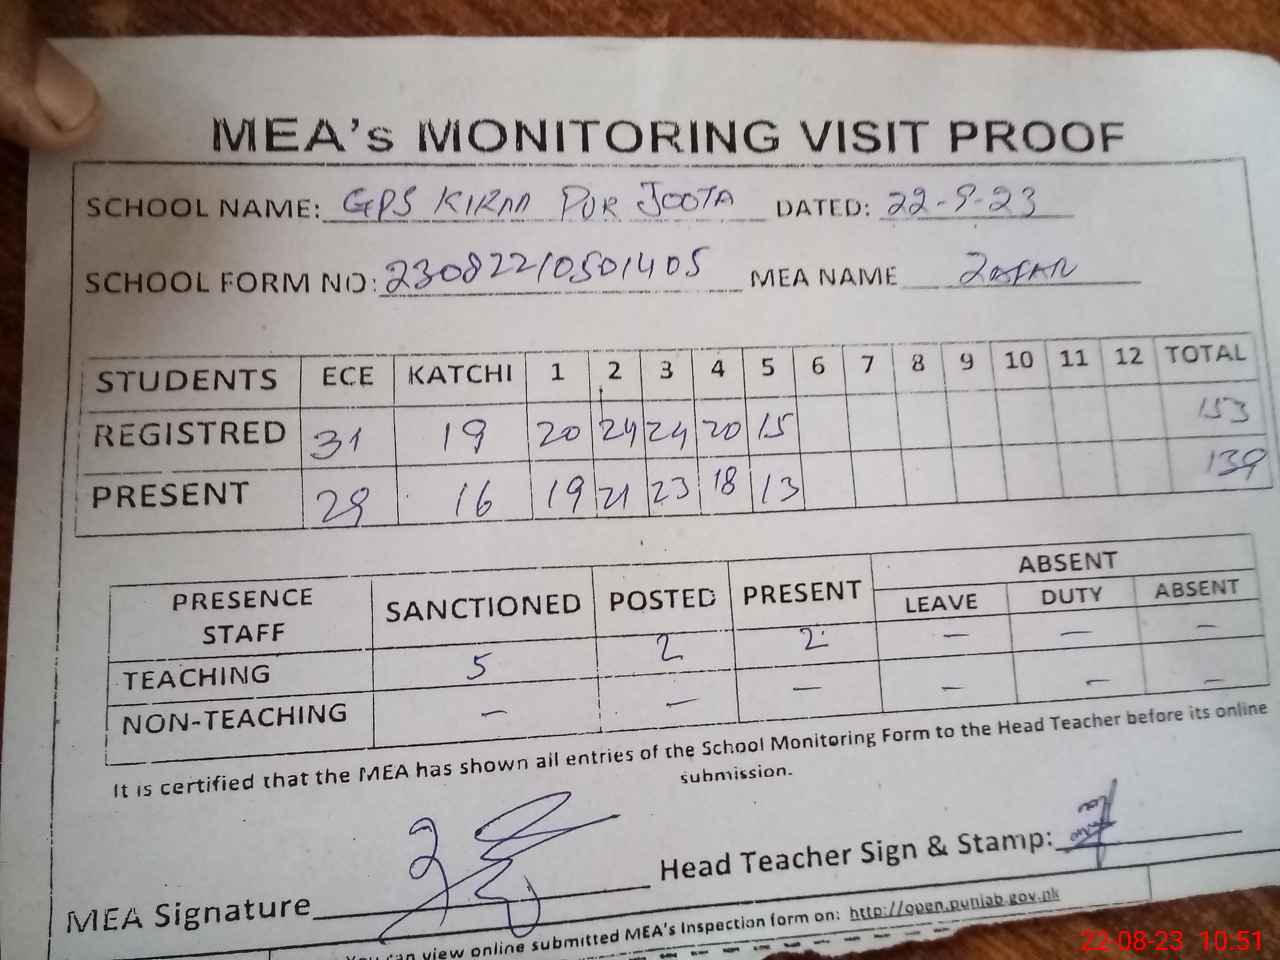 MEA's MONITORING VISIT PROOF
SCHOOL NAME: GPS KIRAN PUR JOOTA DATED: 22-8-23
SCHOOL FORM NO: 23082210501405 MEA NAME Zafar
STUDENTS ECE KATCHI 1 2 3 4 5 6 7 8 9 10 11 12 TOTAL
REGISTRED 31 19 20 24 24 20 15 153
PRESENT 29 16 19 21 23 18 13 139
PRESENCE STAFF SANCTIONED POSTED PRESENT ABSENT
LEAVE DUTY ABSENT
TEACHING 5 2 2 – – –
NON-TEACHING – – – – – –
It is certified that the MEA has shown all entries of the School Monitoring Form to the Head Teacher before its online
submission.
MEA Signature Head Teacher Sign & Stamp:
You can view online submitted MEA's Inspection form on: http://open.punjab.gov.pk
22-08-23 10:51